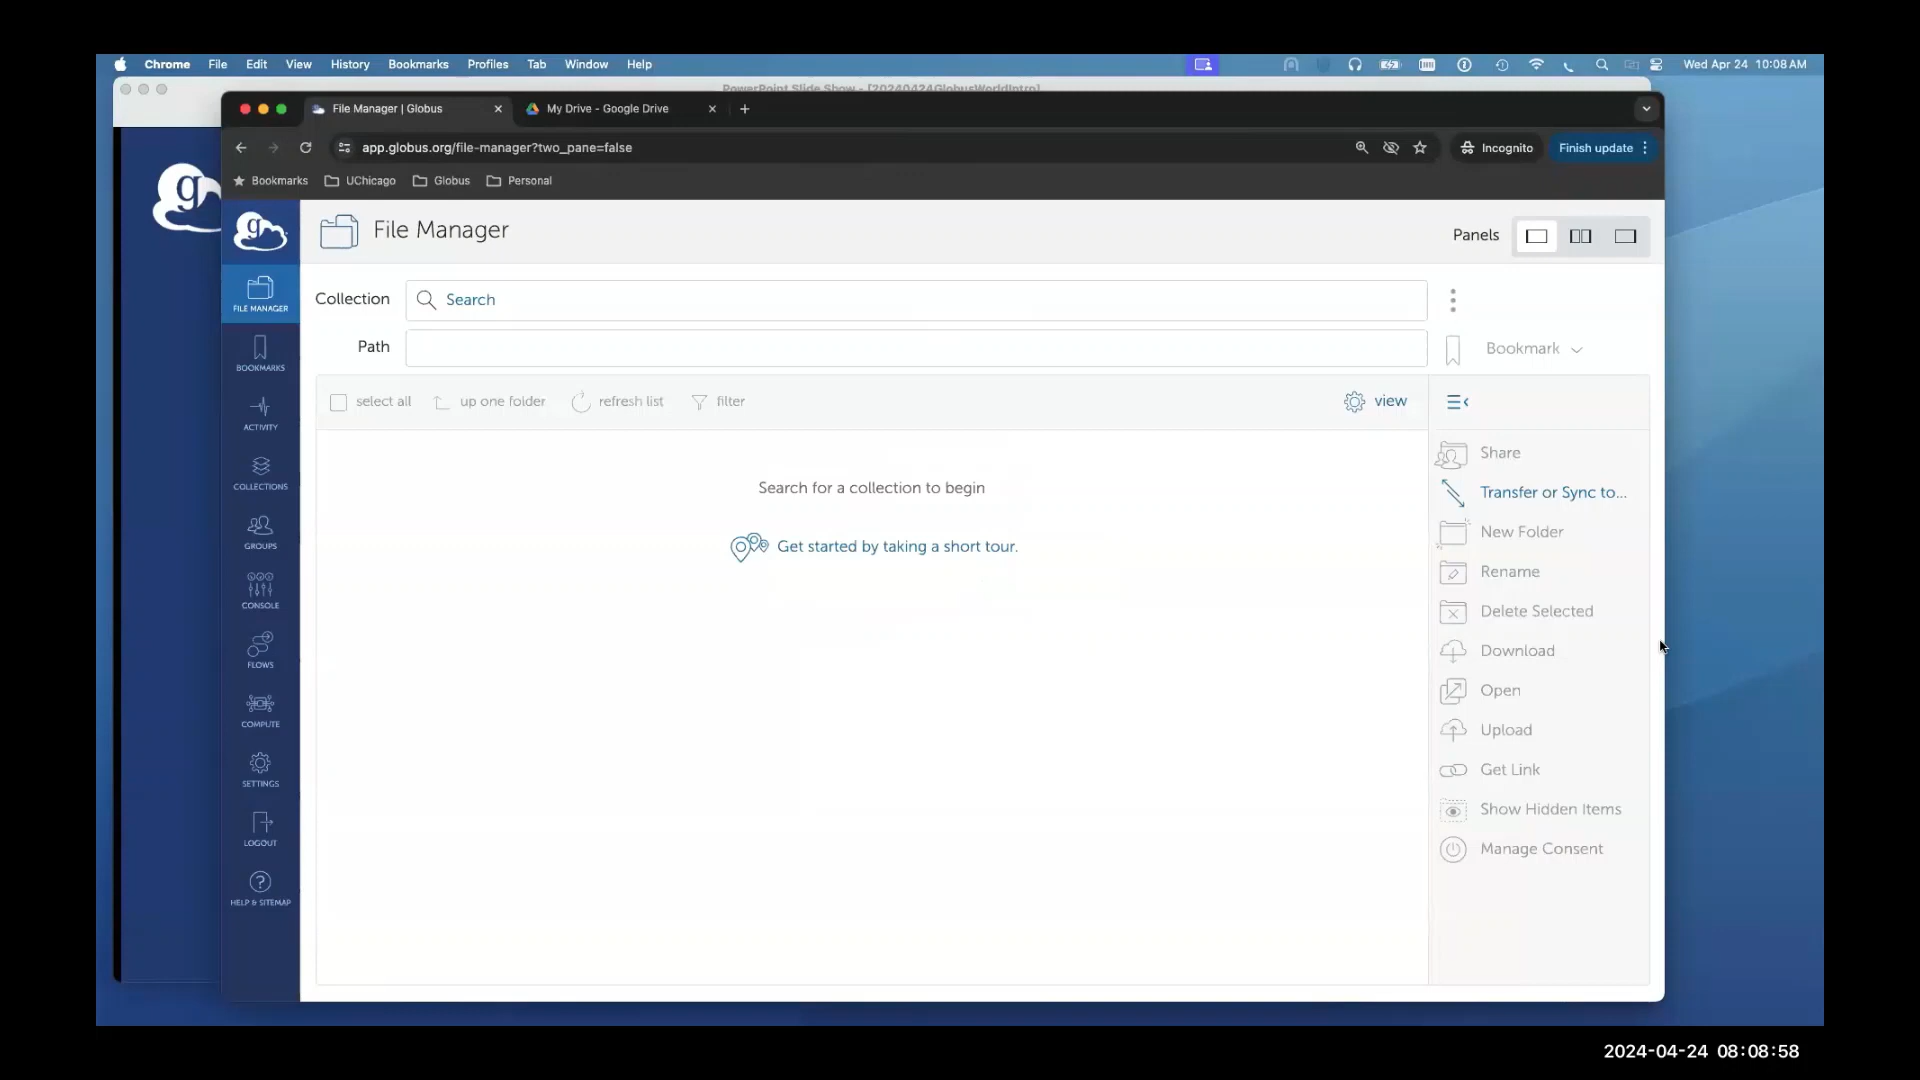 Chrome File Edit View History Bookmarks Profiles Tab Window Help Wed Apr 24 10:08 AM
PowerPoint Slide Show - [20240424GlobusWorldIntro]
File Manager | Globus My Drive - Google Drive
app.globus.org/file-manager?two_pane=false Incognito Finish update
Bookmarks UChicago Globus Personal
File Manager
Panels
FILE MANAGER
BOOKMARKS
ACTIVITY
COLLECTIONS
GROUPS
CONSOLE
FLOWS
COMPUTE
SETTINGS
LOGOUT
HELP & SITEMAP
Collection Search
Path
Bookmark
select all up one folder refresh list filter view
Search for a collection to begin
Get started by taking a short tour.
Share
Transfer or Sync to...
New Folder
Rename
Delete Selected
Download
Open
Upload
Get Link
Show Hidden Items
Manage Consent
2024-04-24 08:08:58